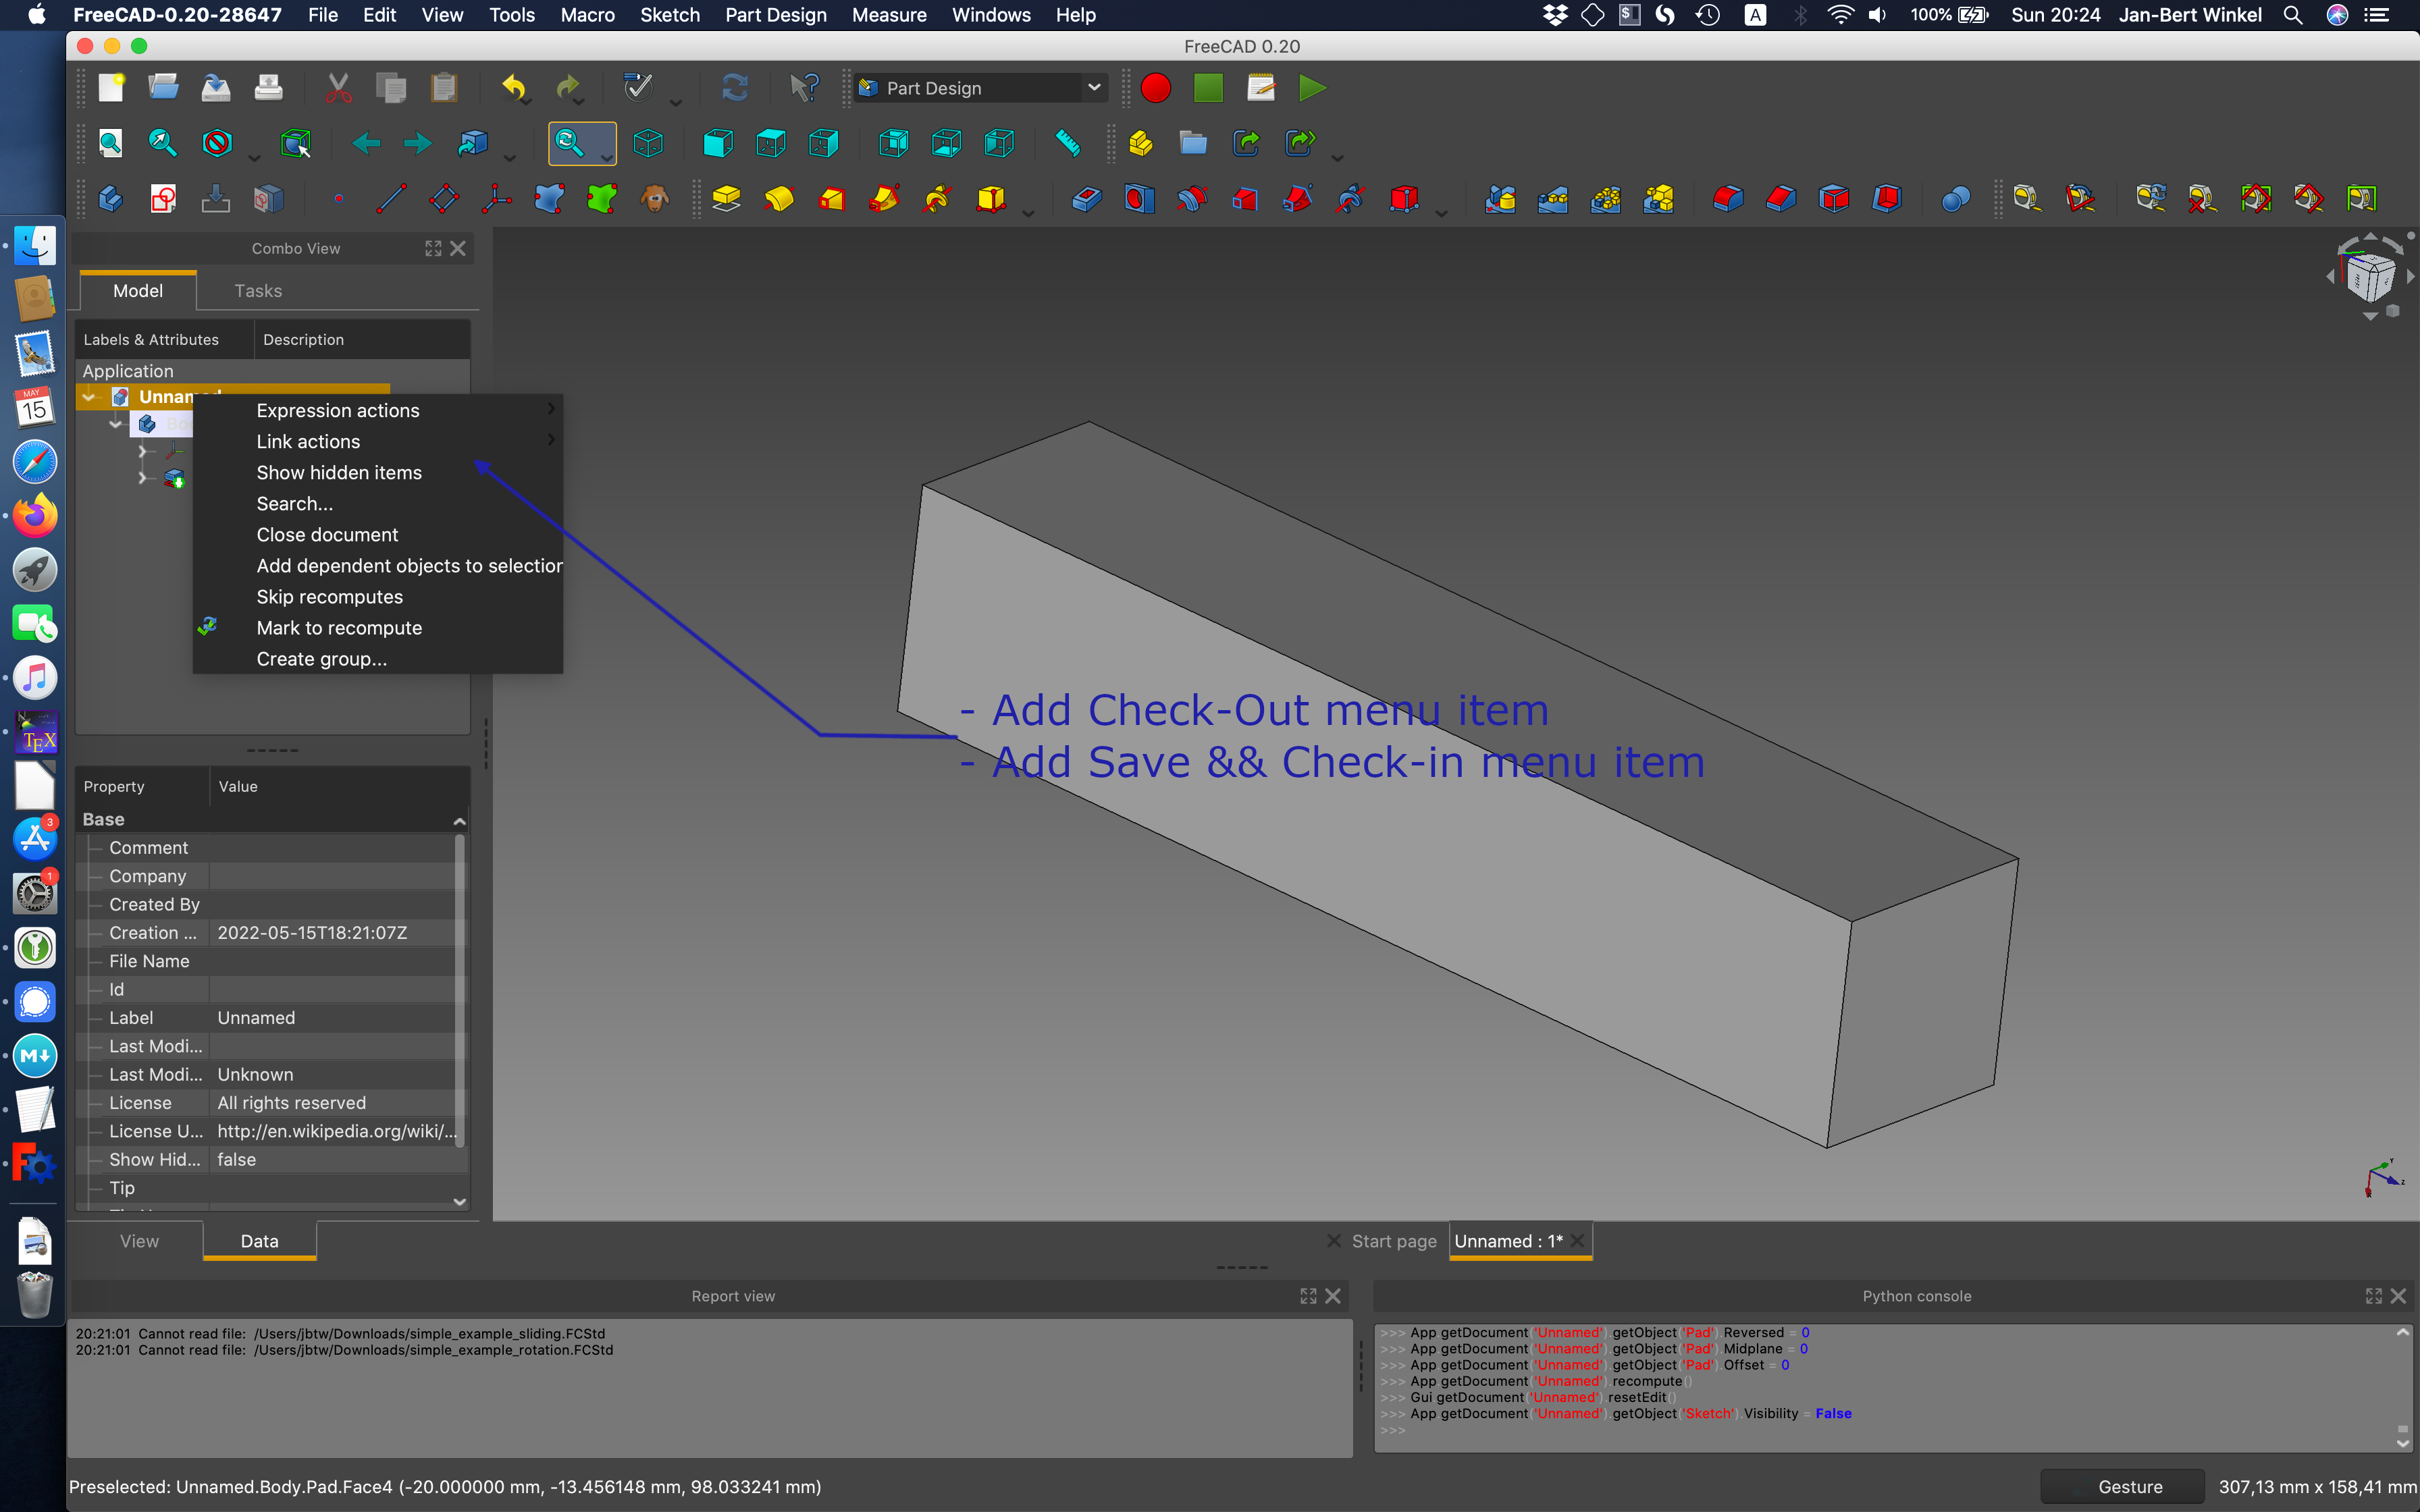 FreeCAD-0.20-28647 File Edit View Tools Macro Sketch Part Design Measure Windows Help
A 100% Sun 20:24 Jan-Bert Winkel
FreeCAD 0.20
Part Design
Combo View
Model Tasks
Labels & Attributes Description
Application
Unnamed
Expression actions
Link actions
Show hidden items
Search...
Close document
Add dependent objects to selection
Skip recomputes
Mark to recompute
Create group...
- Add Check-Out menu item
- Add Save && Check-in menu item
MAY
15
TEX
3
1
M
Property Value
Base
Comment
Company
Created By
Creation ... 2022-05-15T18:21:07Z
File Name
Id
Label Unnamed
Last Modi...
Last Modi... Unknown
License All rights reserved
License U... http://en.wikipedia.org/wiki/...
Show Hid... false
Tip
View Data
Start page Unnamed : 1*
Report view
20:21:01 Cannot read file: /Users/jbtw/Downloads/simple_example_sliding.FCStd
20:21:01 Cannot read file: /Users/jbtw/Downloads/simple_example_rotation.FCStd
Python console
>>> App getDocument('Unnamed') getObject('Pad') Reversed = 0
>>> App getDocument('Unnamed') getObject('Pad') Midplane = 0
>>> App getDocument('Unnamed') getObject('Pad') Offset = 0
>>> App getDocument('Unnamed') recompute()
>>> Gui getDocument('Unnamed') resetEdit()
>>> App getDocument('Unnamed') getObject('Sketch') Visibility = False
>>>
Preselected: Unnamed.Body.Pad.Face4 (-20.000000 mm, -13.456148 mm, 98.033241 mm)
Gesture 307,13 mm x 158,41 mm